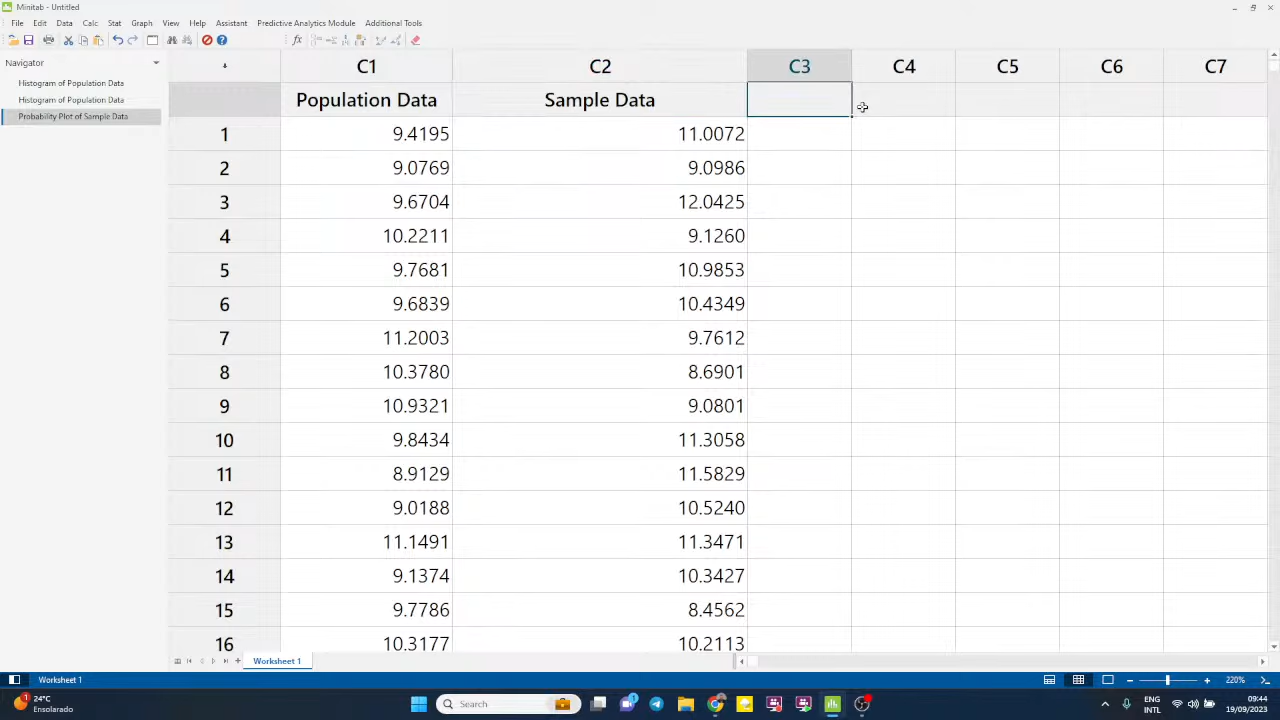 Minitab - Untitled
File Edit Data Calc Stat Graph View Help Assistant Predictive Analytics Module Additional Tools
Navigator
Histogram of Population Data
Histogram of Population Data
Probability Plot of Sample Data
C1 C2 C3 C4 C5 C6 C7
Population Data Sample Data
1 9.4195 11.0072
2 9.0769 9.0986
3 9.6704 12.0425
4 10.2211 9.1260
5 9.7681 10.9853
6 9.6839 10.4349
7 11.2003 9.7612
8 10.3780 8.6901
9 10.9321 9.0801
10 9.8434 11.3058
11 8.9129 11.5829
12 9.0188 10.5240
13 11.1491 11.3471
14 9.1374 10.3427
15 9.7786 8.4562
16 10.3177 10.2113
Worksheet 1
Worksheet 1 220%
24°C
Ensolarado
Search
ENG
INTL
09:44
19/09/2023